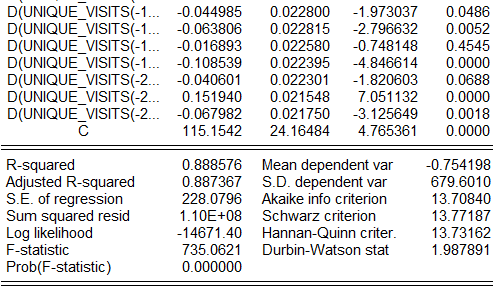 D(UNIQUE_VISITS(-1... -0.044985 0.022800 -1.973037 0.0486
D(UNIQUE_VISITS(-1... -0.063806 0.022815 -2.796632 0.0052
D(UNIQUE_VISITS(-1... -0.016893 0.022580 -0.748148 0.4545
D(UNIQUE_VISITS(-1... -0.108539 0.022395 -4.846614 0.0000
D(UNIQUE_VISITS(-2... -0.040601 0.022301 -1.820603 0.0688
D(UNIQUE_VISITS(-2... 0.151940 0.021548 7.051132 0.0000
D(UNIQUE_VISITS(-2... -0.067982 0.021750 -3.125649 0.0018
C 115.1542 24.16484 4.765361 0.0000
R-squared 0.888576 Mean dependent var -0.754198
Adjusted R-squared 0.887367 S.D. dependent var 679.6010
S.E. of regression 228.0796 Akaike info criterion 13.70840
Sum squared resid 1.10E+08 Schwarz criterion 13.77187
Log likelihood -14671.40 Hannan-Quinn criter. 13.73162
F-statistic 735.0621 Durbin-Watson stat 1.987891
Prob(F-statistic) 0.000000